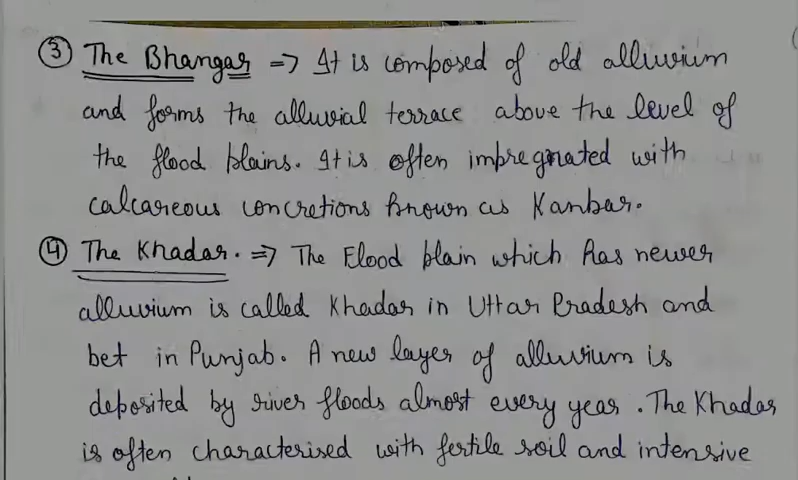 ③ The Bhangar => It is composed of old alluvium
and forms the alluvial terrace above the level of
the flood plains. It is often impregnated with
calcareous concretions known as Kankar.
④ The Khadar. => The Flood plain which has newer
alluvium is called Khadar in Uttar Pradesh and
bet in Punjab. A new layer of alluvium is
deposited by river floods almost every year. The Khadar
is often characterised with fertile soil and intensive